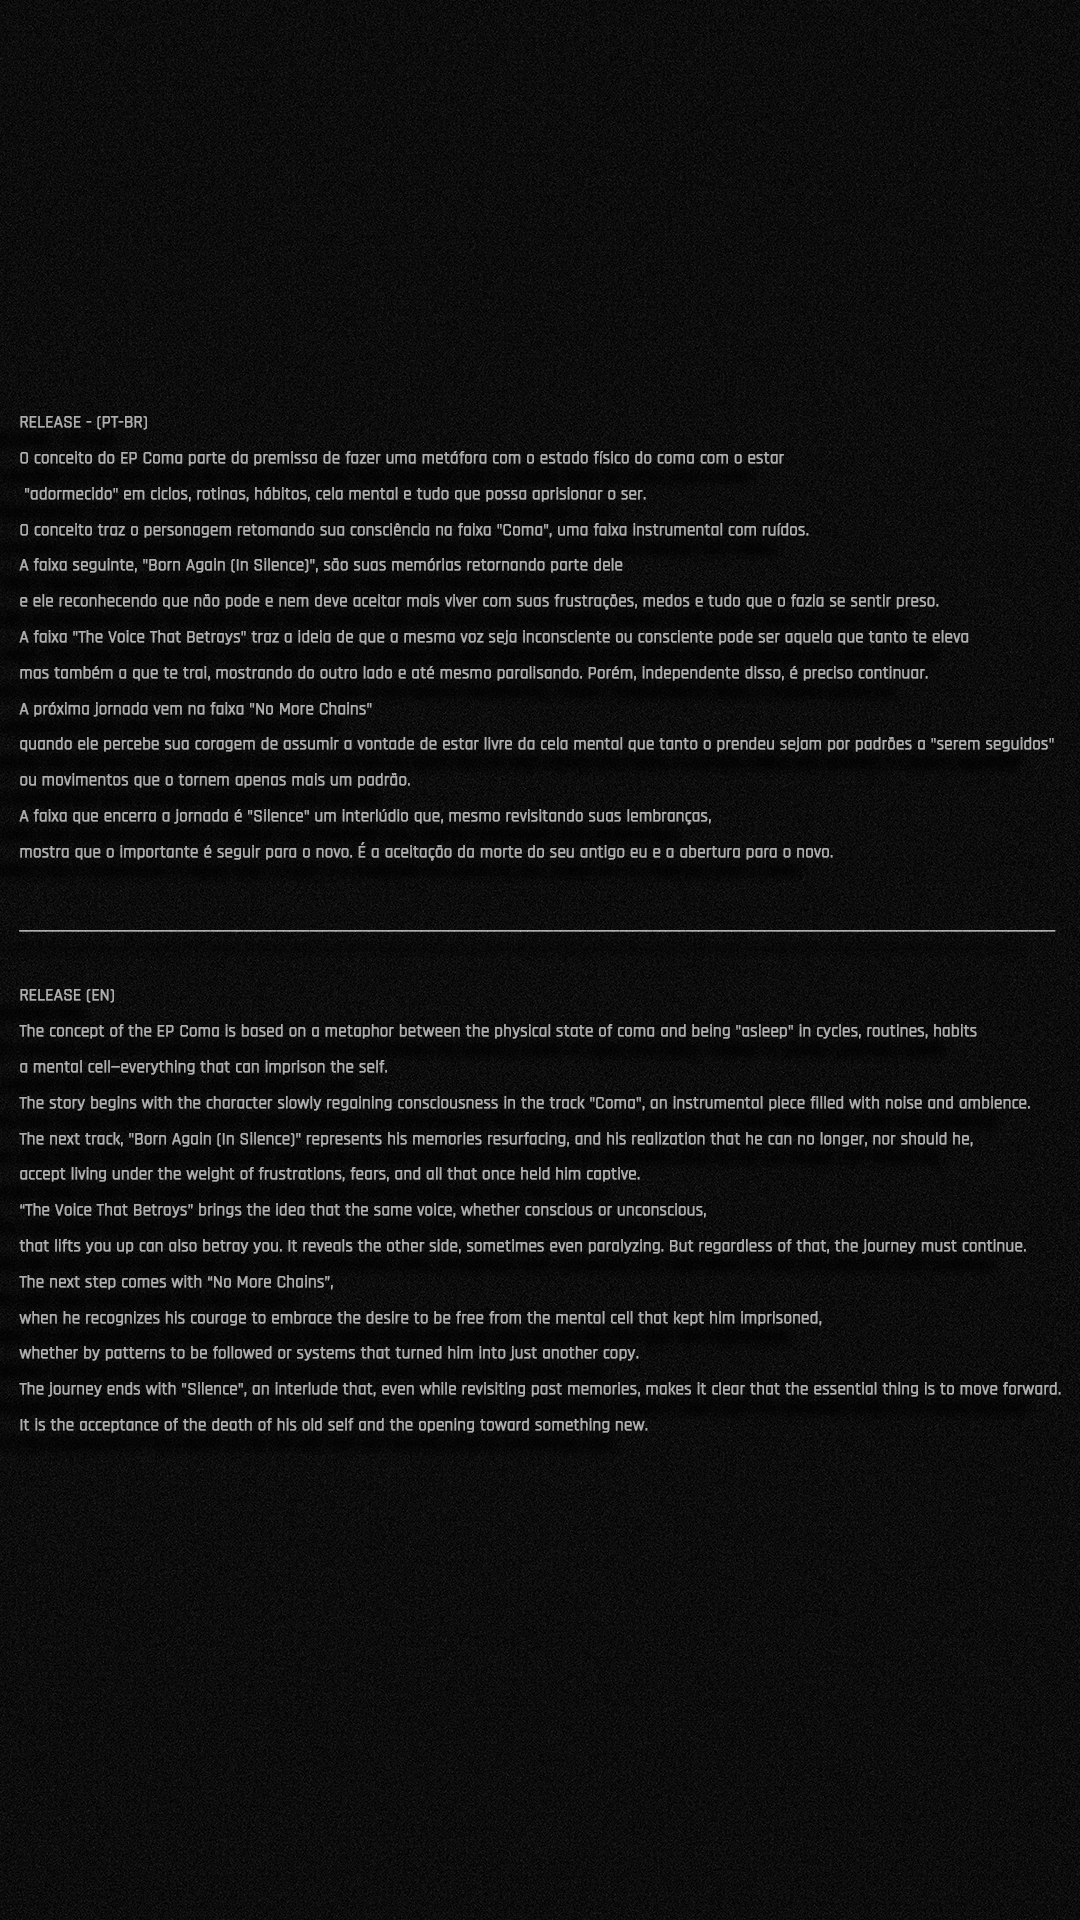 RELEASE - (PT-BR)
O conceito do EP Coma parte da premissa de fazer uma metáfora com o estado físico do coma com o estar
"adormecido" em ciclos, rotinas, hábitos, cela mental e tudo que possa aprisionar o ser.
O conceito traz o personagem retomando sua consciência na faixa "Coma", uma faixa instrumental com ruídos.
A faixa seguinte, "Born Again (In Silence)", são suas memórias retornando parte dele
e ele reconhecendo que não pode e nem deve aceitar mais viver com suas frustrações, medos e tudo que o fazia se sentir preso.
A faixa "The Voice That Betrays" traz a ideia de que a mesma voz seja inconsciente ou consciente pode ser aquela que tanto te eleva
mas também a que te trai, mostrando do outro lado e até mesmo paralisando. Porém, independente disso, é preciso continuar.
A próxima jornada vem na faixa "No More Chains"
quando ele percebe sua coragem de assumir a vontade de estar livre da cela mental que tanto o prendeu sejam por padrões a "serem seguidos"
ou movimentos que o tornem apenas mais um padrão.
A faixa que encerra a jornada é "Silence" um interlúdio que, mesmo revisitando suas lembranças,
mostra que o importante é seguir para o novo. É a aceitação da morte do seu antigo eu e a abertura para o novo.
RELEASE (EN)
The concept of the EP Coma is based on a metaphor between the physical state of coma and being "asleep" in cycles, routines, habits
a mental cell—everything that can imprison the self.
The story begins with the character slowly regaining consciousness in the track "Coma", an instrumental piece filled with noise and ambience.
The next track, "Born Again (In Silence)" represents his memories resurfacing, and his realization that he can no longer, nor should he,
accept living under the weight of frustrations, fears, and all that once held him captive.
“The Voice That Betrays” brings the idea that the same voice, whether conscious or unconscious,
that lifts you up can also betray you. It reveals the other side, sometimes even paralyzing. But regardless of that, the journey must continue.
The next step comes with “No More Chains”,
when he recognizes his courage to embrace the desire to be free from the mental cell that kept him imprisoned,
whether by patterns to be followed or systems that turned him into just another copy.
The journey ends with "Silence", an interlude that, even while revisiting past memories, makes it clear that the essential thing is to move forward.
It is the acceptance of the death of his old self and the opening toward something new.